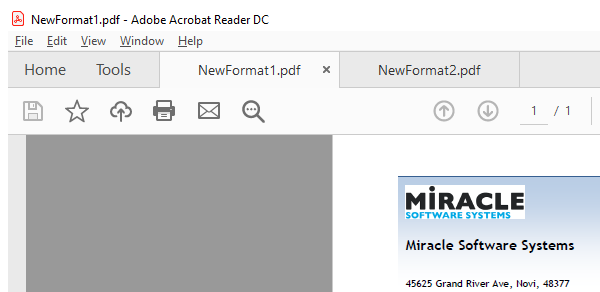 NewFormat1.pdf - Adobe Acrobat Reader DC
File Edit View Window Help
Home Tools NewFormat1.pdf × NewFormat2.pdf
1 / 1
MiRACLE
SOFTWARE SYSTEMS
Miracle Software Systems
45625 Grand River Ave, Novi, 48377